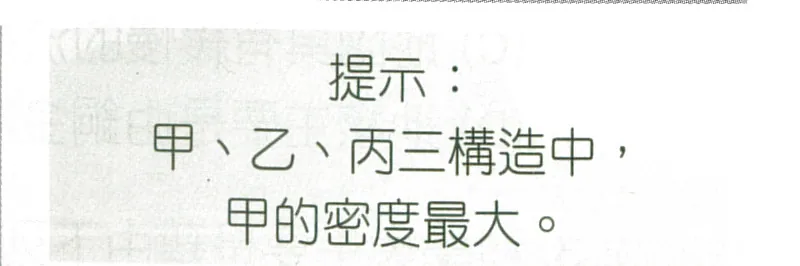 提示：
甲、乙、丙三構造中，
甲的密度最大。